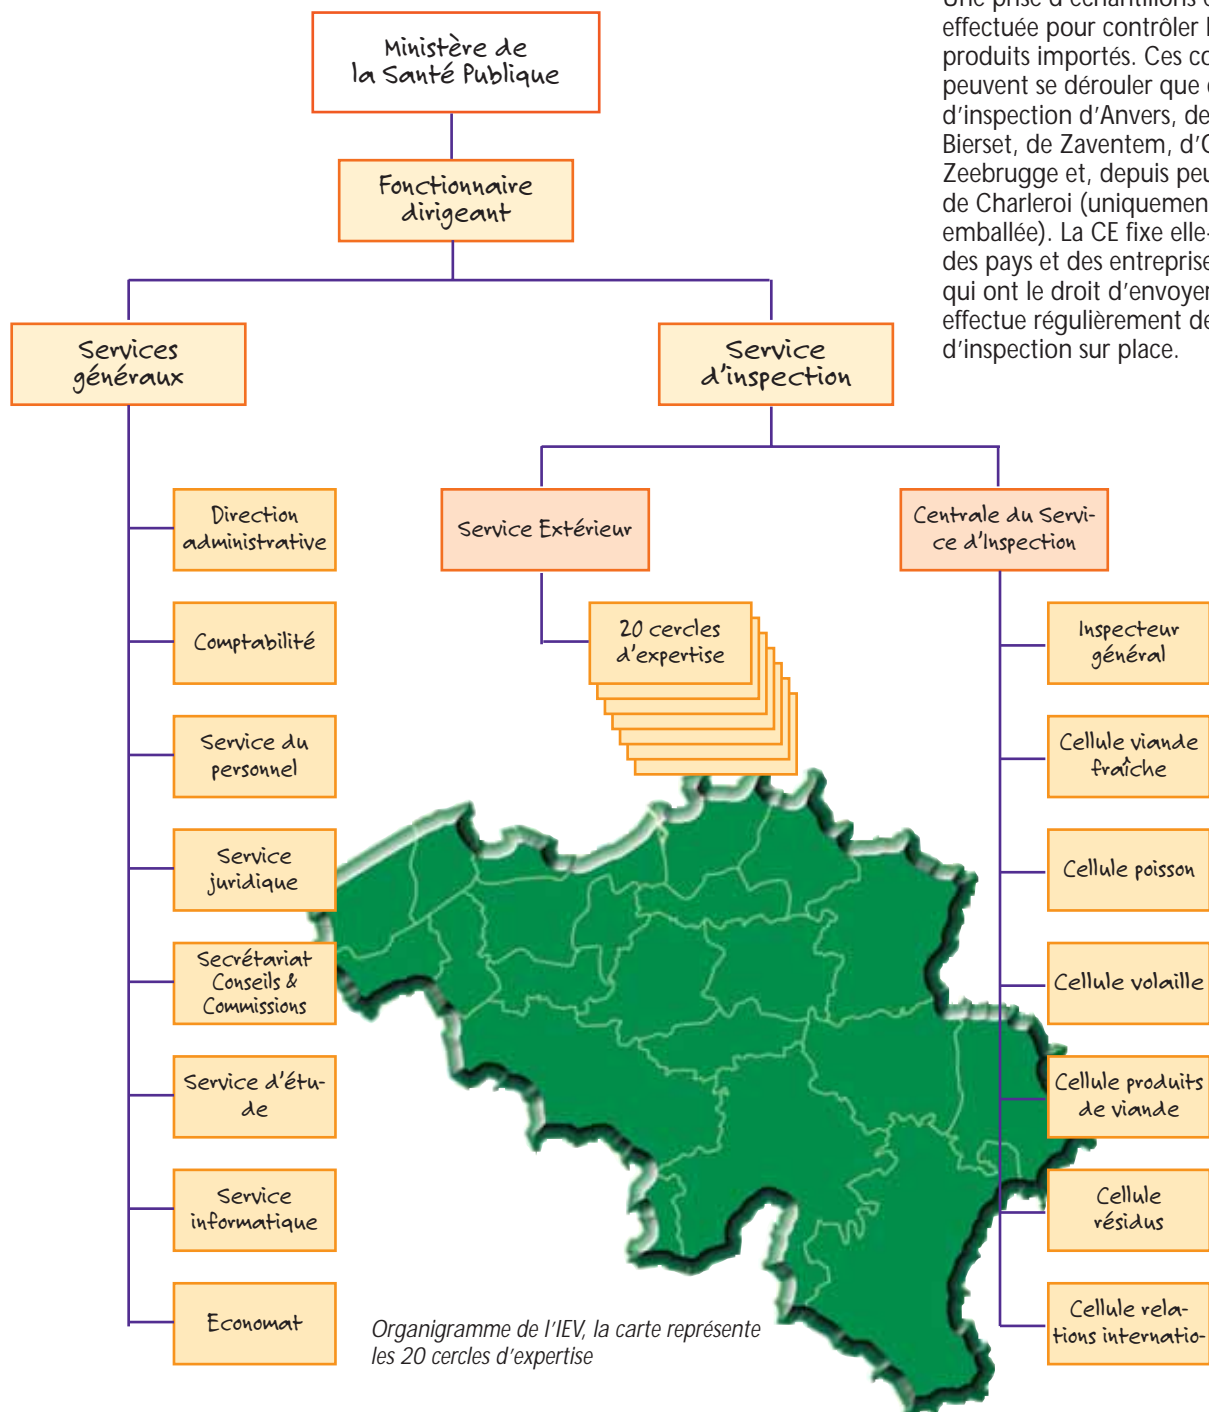 Ministère de
la Santé Publique
Fonctionnaire
dirigeant
Services
généraux
Service
d'inspection
Direction
administrative
Comptabilité
Service du
personnel
Service
juridique
Secrétariat
Conseils &
Commissions
Service d'étu-
de
Service
informatique
Economat
Service Extérieur
20 cercles
d'expertise
Centrale du Servi-
ce d'Inspection
Inspecteur
général
Cellule viande
fraîche
Cellule poisson
Cellule volaille
Cellule produits
de viande
Cellule
résidus
Cellule rela-
tions internatio-
Organigramme de l'IEV, la carte représente
les 20 cercles d'expertise
Une prise d'échantillons
effectuée pour contrôler
produits importés. Ces
peuvent se dérouler que
d'inspection d'Anvers, de
Bierset, de Zaventem,
Zeebrugge et, depuis peu
de Charleroi (uniquement
emballée). La CE fixe elle-
des pays et des entreprise
qui ont le droit d'envoyer
effectue régulièrement
d'inspection sur place.